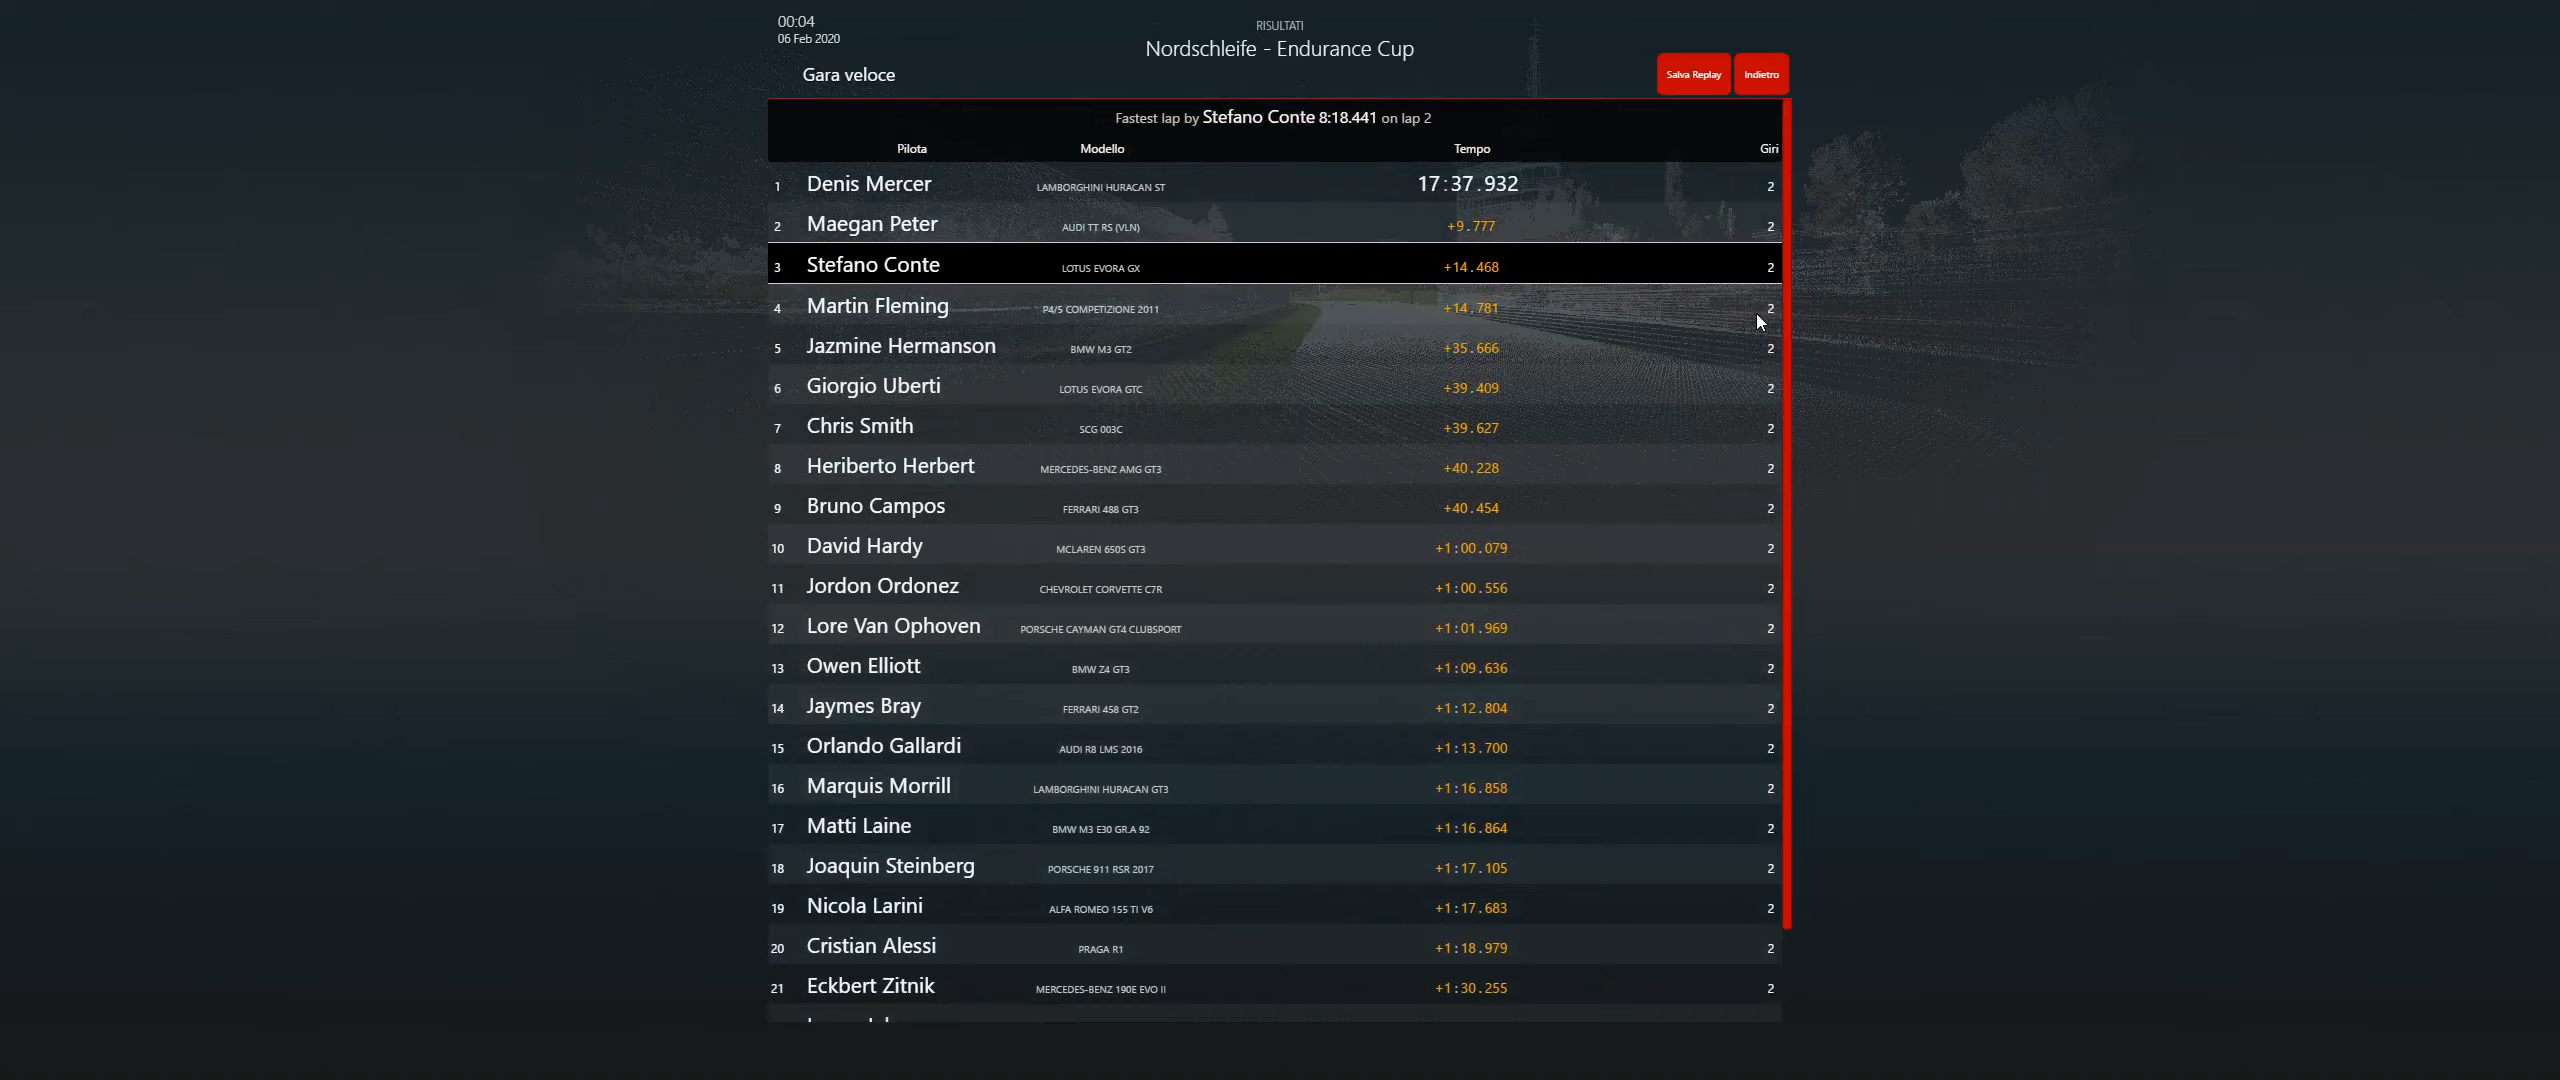 00:04
06 Feb 2020
RISULTATI
Nordschleife - Endurance Cup
Gara veloce
Salva Replay
Indietro
Fastest lap by Stefano Conte 8:18.441 on lap 2
Pilota Modello Tempo Giri
1 Denis Mercer LAMBORGHINI HURACAN ST 17:37.932 2
2 Maegan Peter AUDI TT RS (VLN) +9.777 2
3 Stefano Conte LOTUS EVORA GX +14.468 2
4 Martin Fleming P4/5 COMPETIZIONE 2011 +14.781 2
5 Jazmine Hermanson BMW M3 GT2 +35.666 2
6 Giorgio Uberti LOTUS EVORA GTC +39.409 2
7 Chris Smith SCG 003C +39.627 2
8 Heriberto Herbert MERCEDES-BENZ AMG GT3 +40.228 2
9 Bruno Campos FERRARI 488 GT3 +40.454 2
10 David Hardy MCLAREN 650S GT3 +1:00.079 2
11 Jordon Ordonez CHEVROLET CORVETTE C7R +1:00.556 2
12 Lore Van Ophoven PORSCHE CAYMAN GT4 CLUBSPORT +1:01.969 2
13 Owen Elliott BMW Z4 GT3 +1:09.636 2
14 Jaymes Bray FERRARI 458 GT2 +1:12.804 2
15 Orlando Gallardi AUDI R8 LMS 2016 +1:13.700 2
16 Marquis Morrill LAMBORGHINI HURACAN GT3 +1:16.858 2
17 Matti Laine BMW M3 E30 GR.A 92 +1:16.864 2
18 Joaquin Steinberg PORSCHE 911 RSR 2017 +1:17.105 2
19 Nicola Larini ALFA ROMEO 155 TI V6 +1:17.683 2
20 Cristian Alessi PRAGA R1 +1:18.979 2
21 Eckbert Zitnik MERCEDES-BENZ 190E EVO II +1:30.255 2